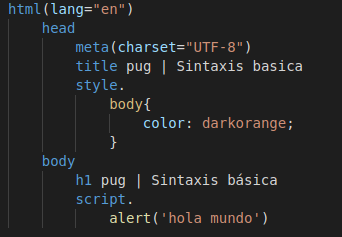 html(lang="en")
    head
        meta(charset="UTF-8")
        title pug | Sintaxis basica
        style.
            body{
                color: darkorange;
            }
    body
        h1 pug | Sintaxis básica
        script.
            alert('hola mundo')